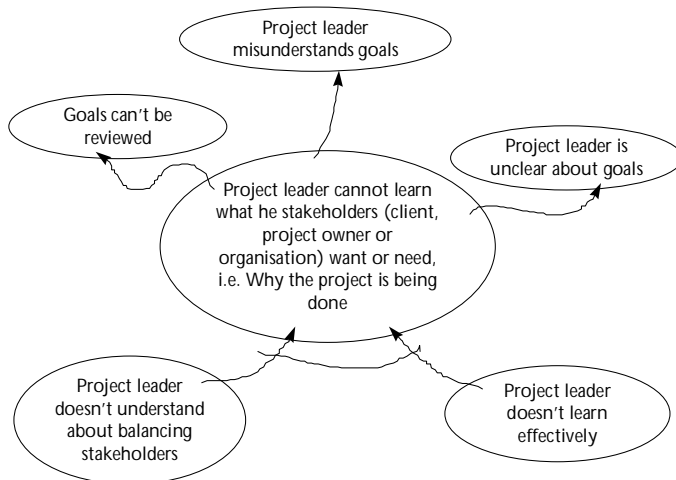 Project leader
misunderstands goals
Goals can't be
reviewed
Project leader is
unclear about goals
Project leader cannot learn
what he stakeholders (client,
project owner or
organisation) want or need,
i.e. Why the project is being
done
Project leader
doesn't understand
about balancing
stakeholders
Project leader
doesn't learn
effectively